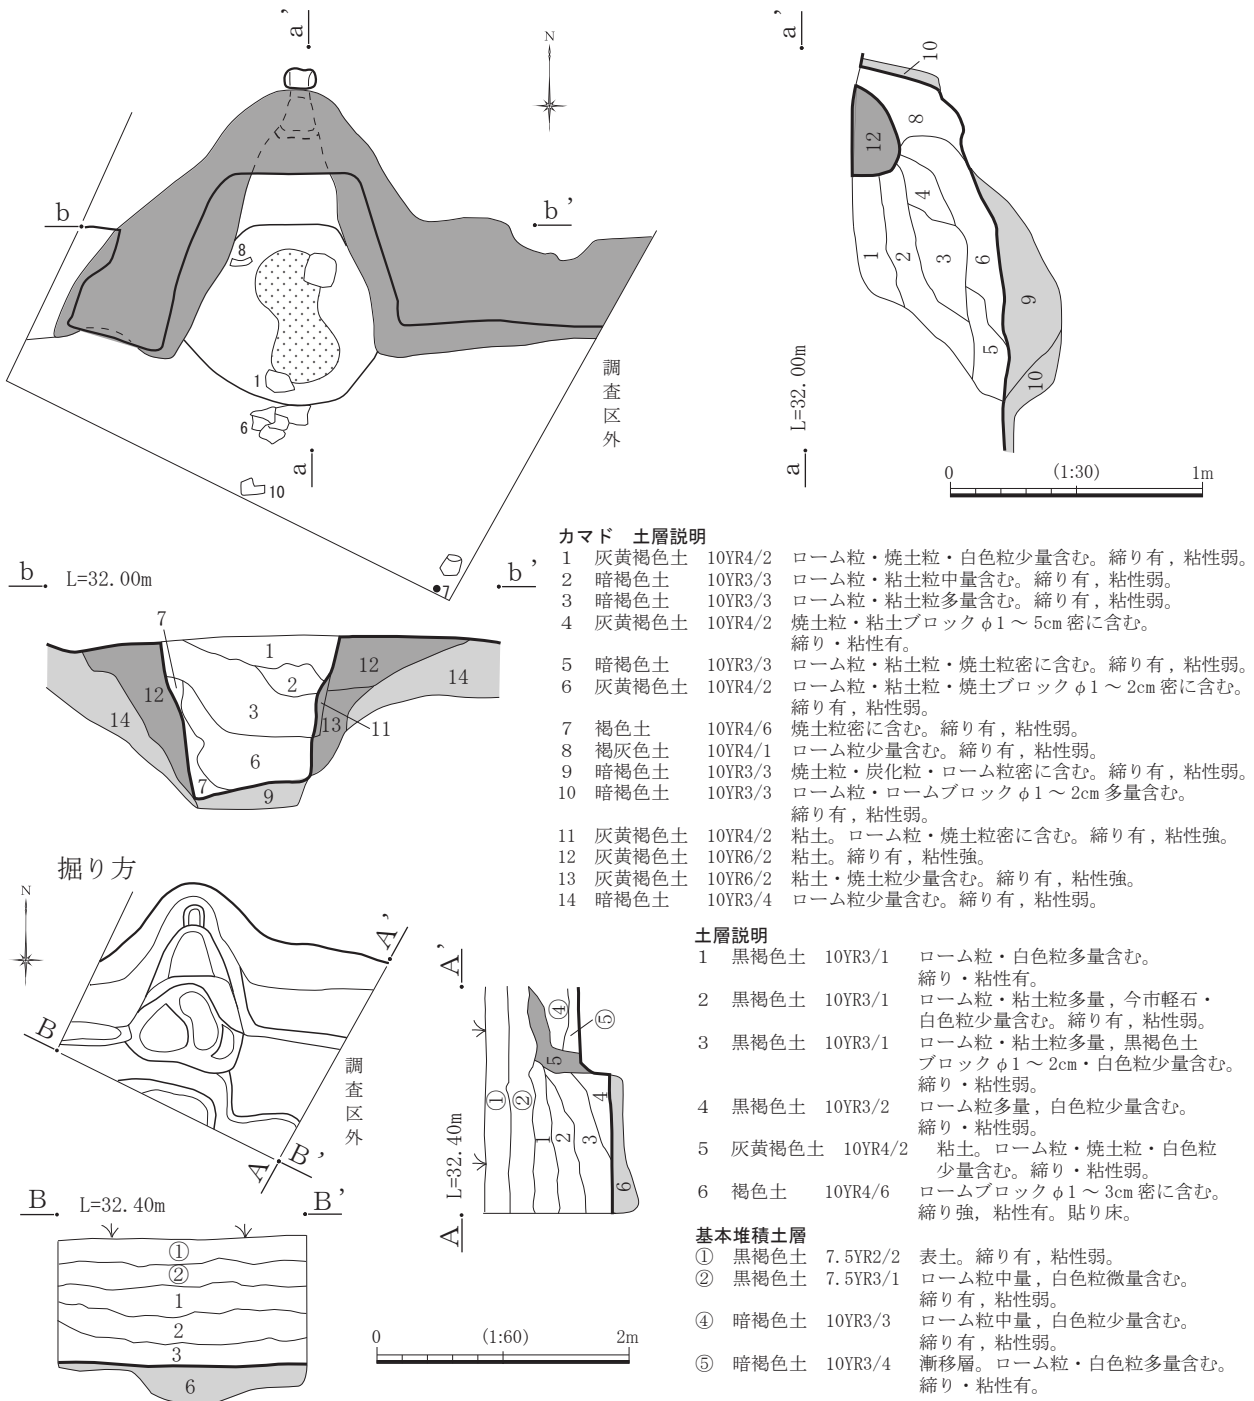 a'
N
b
b'
8
1
6
a
10
7
調査区外
a'
10
8
12
4
1
2
3
6
9
5
10
a L=32.00m
0 (1:30) 1m
b L=32.00m b'
7
1
12
2
12
14
3
14
13
11
6
7
9
カマド 土層説明
1 灰黄褐色土 10YR4/2 ローム粒・焼土粒・白色粒少量含む。締り有，粘性弱。
2 暗褐色土 10YR3/3 ローム粒・粘土粒中量含む。締り有，粘性弱。
3 暗褐色土 10YR3/3 ローム粒・粘土粒多量含む。締り有，粘性弱。
4 灰黄褐色土 10YR4/2 焼土粒・粘土ブロックφ1～5cm密に含む。
締り・粘性有。
5 暗褐色土 10YR3/3 ローム粒・粘土粒・焼土粒密に含む。締り有，粘性弱。
6 灰黄褐色土 10YR4/2 ローム粒・粘土粒・焼土ブロックφ1～2cm密に含む。
締り有，粘性弱。
7 褐色土 10YR4/6 焼土粒密に含む。締り有，粘性弱。
8 褐灰色土 10YR4/1 ローム粒少量含む。締り有，粘性弱。
9 暗褐色土 10YR3/3 焼土粒・炭化粒・ローム粒密に含む。締り有，粘性弱。
10 暗褐色土 10YR3/3 ローム粒・ロームブロックφ1～2cm多量含む。
締り有，粘性弱。
11 灰黄褐色土 10YR4/2 粘土。ローム粒・焼土粒密に含む。締り有，粘性強。
12 灰黄褐色土 10YR6/2 粘土。締り有，粘性強。
13 灰黄褐色土 10YR6/2 粘土・焼土粒少量含む。締り有，粘性強。
14 暗褐色土 10YR3/4 ローム粒少量含む。締り有，粘性弱。
掘り方
N
A'
B
調査区外
A
B'
A'
④
⑤
5
①
②
1
2
3
4
6
A L=32.40m
B L=32.40m B'
①
②
1
2
3
6
0 (1:60) 2m
土層説明
1 黒褐色土 10YR3/1 ローム粒・白色粒多量含む。
締り・粘性有。
2 黒褐色土 10YR3/1 ローム粒・粘土粒多量，今市軽石・
白色粒少量含む。締り有，粘性弱。
3 黒褐色土 10YR3/1 ローム粒・粘土粒多量，黒褐色土
ブロックφ1～2cm・白色粒少量含む。
締り・粘性弱。
4 黒褐色土 10YR3/2 ローム粒多量，白色粒少量含む。
締り・粘性弱。
5 灰黄褐色土 10YR4/2 粘土。ローム粒・焼土粒・白色粒
少量含む。締り・粘性弱。
6 褐色土 10YR4/6 ロームブロックφ1～3cm密に含む。
締り強，粘性有。貼り床。
基本堆積土層
① 黒褐色土 7.5YR2/2 表土。締り有，粘性弱。
② 黒褐色土 7.5YR3/1 ローム粒中量，白色粒微量含む。
締り有，粘性弱。
④ 暗褐色土 10YR3/3 ローム粒中量，白色粒少量含む。
締り有，粘性弱。
⑤ 暗褐色土 10YR3/4 漸移層。ローム粒・白色粒多量含む。
締り・粘性有。